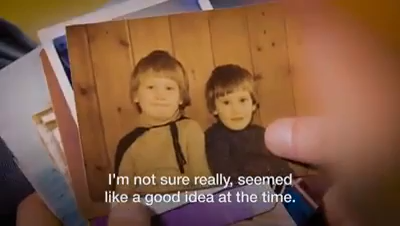 I'm not sure really, seemed
like a good idea at the time.